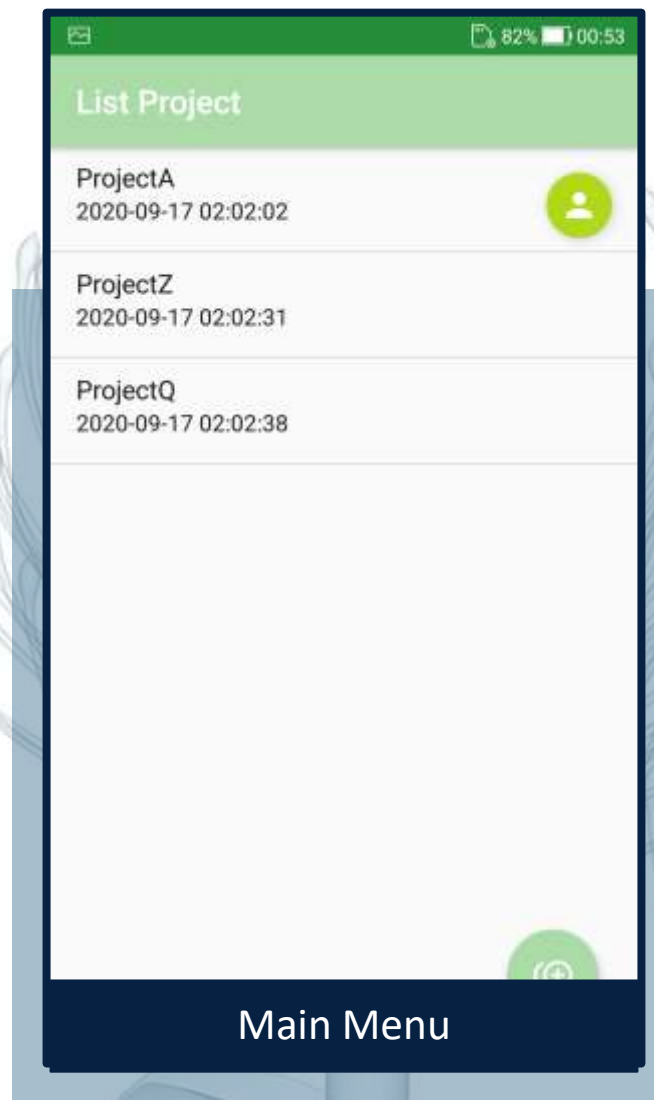 82% 00:53
List Project
ProjectA
2020-09-17 02:02:02
ProjectZ
2020-09-17 02:02:31
ProjectQ
2020-09-17 02:02:38
Main Menu